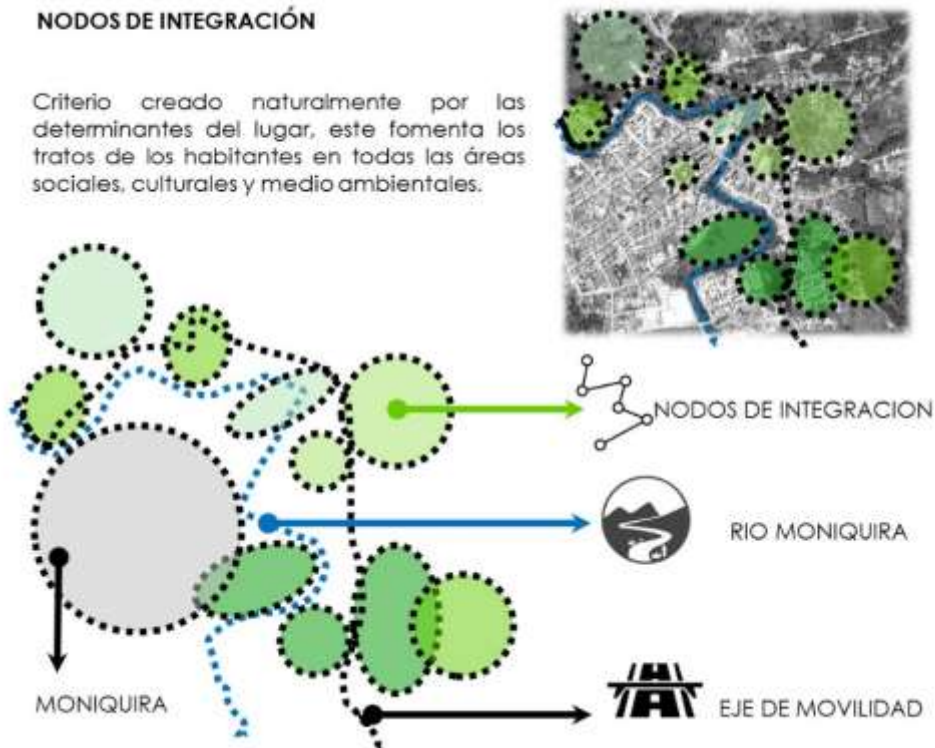 NODOS DE INTEGRACIÓN
Criterio creado naturalmente por las
determinantes del lugar, este fomenta los
tratos de los habitantes en todas las áreas
sociales, culturales y medio ambientales.
NODOS DE INTEGRACION
RIO MONIQUIRA
MONIQUIRA
EJE DE MOVILIDAD